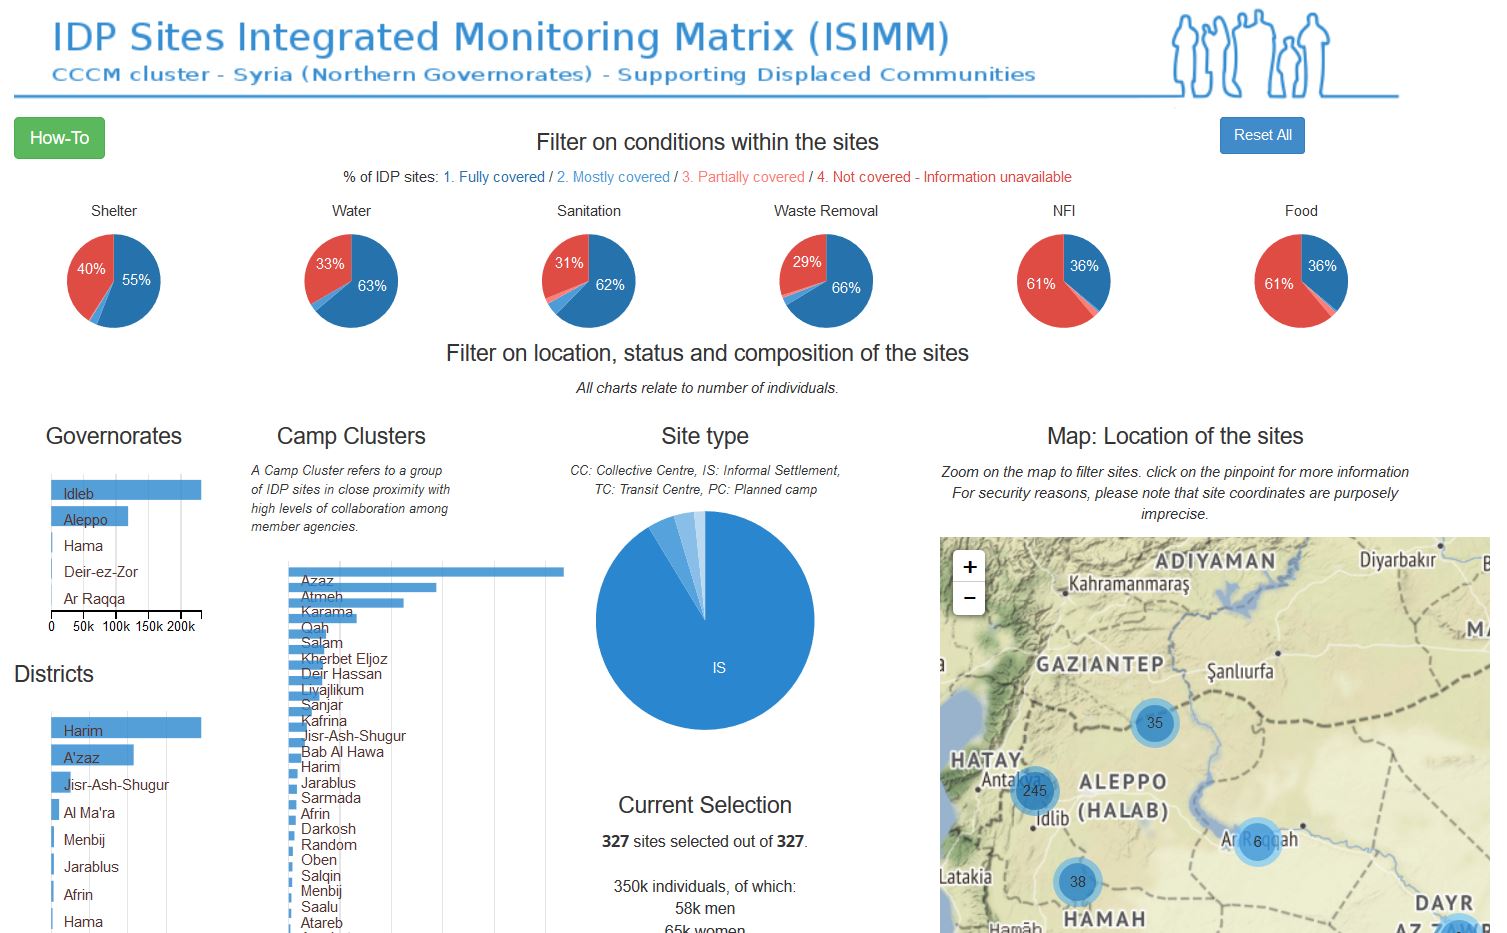 IDP Sites Integrated Monitoring Matrix (ISIMM)
CCCM cluster - Syria (Northern Governorates) - Supporting Displaced Communities
How-To
Filter on conditions within the sites
Reset All
% of IDP sites: 1. Fully covered / 2. Mostly covered / 3. Partially covered / 4. Not covered - Information unavailable
Shelter
Water
Sanitation
Waste Removal
NFI
Food
40% 55%
33% 63%
31% 62%
29% 66%
61% 36%
61% 36%
Filter on location, status and composition of the sites
All charts relate to number of individuals.
Governorates
Idleb
Aleppo
Hama
Deir-ez-Zor
Ar Raqqa
0 50k 100k 150k 200k
Districts
Harim
A'zaz
Jisr-Ash-Shugur
Al Ma'ra
Menbij
Jarablus
Afrin
Hama
Camp Clusters
A Camp Cluster refers to a group
of IDP sites in close proximity with
high levels of collaboration among
member agencies.
Azaz
Atmeh
Karama
Qah
Salam
Kherbet Eljoz
Deir Hassan
Liyajlikum
Sanjar
Kafrina
Jisr-Ash-Shugur
Bab Al Hawa
Harim
Jarablus
Sarmada
Afrin
Darkosh
Random
Oben
Salqin
Menbij
Saalu
Atareb
Site type
CC: Collective Centre, IS: Informal Settlement,
TC: Transit Centre, PC: Planned camp
IS
Current Selection
327 sites selected out of 327.
350k individuals, of which:
58k men
65k women
Map: Location of the sites
Zoom on the map to filter sites. click on the pinpoint for more information
For security reasons, please note that site coordinates are purposely
imprecise.
+
−
ADIYAMAN
Diyarbakır
Kahramanmaraş
GAZIANTEP
Şanlıurfa
35
HATAY
Antakya
245
ALEPPO
(HALAB)
Idlib
Ar Raqqah
6
Latakia
38
HAMAH
Hamāh
DAYR